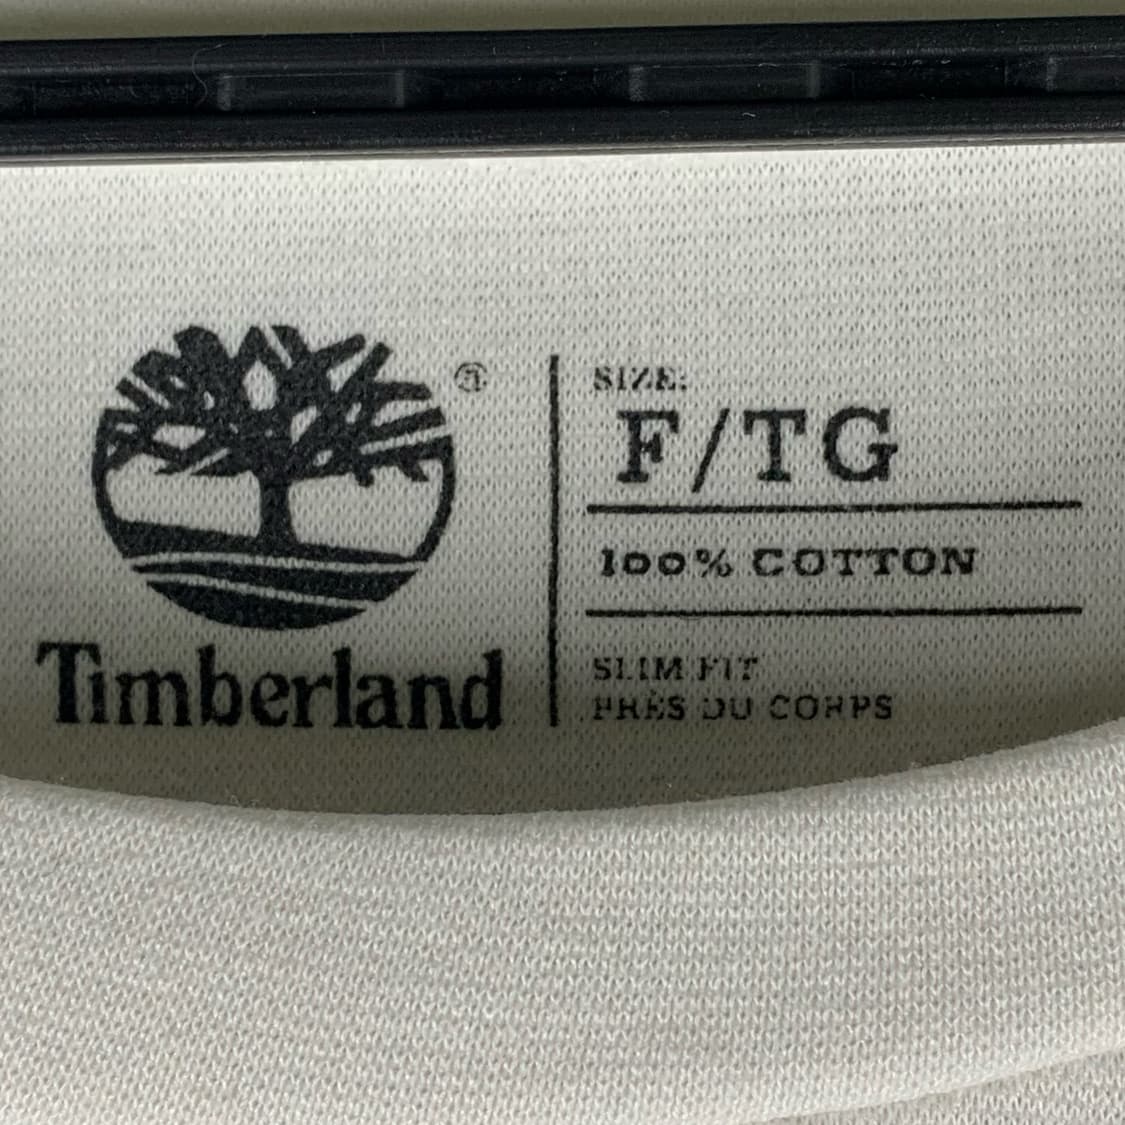 Timberland
®
SIZE:
F/TG
100% COTTON
SLIM FIT
PRÈS DU CORPS